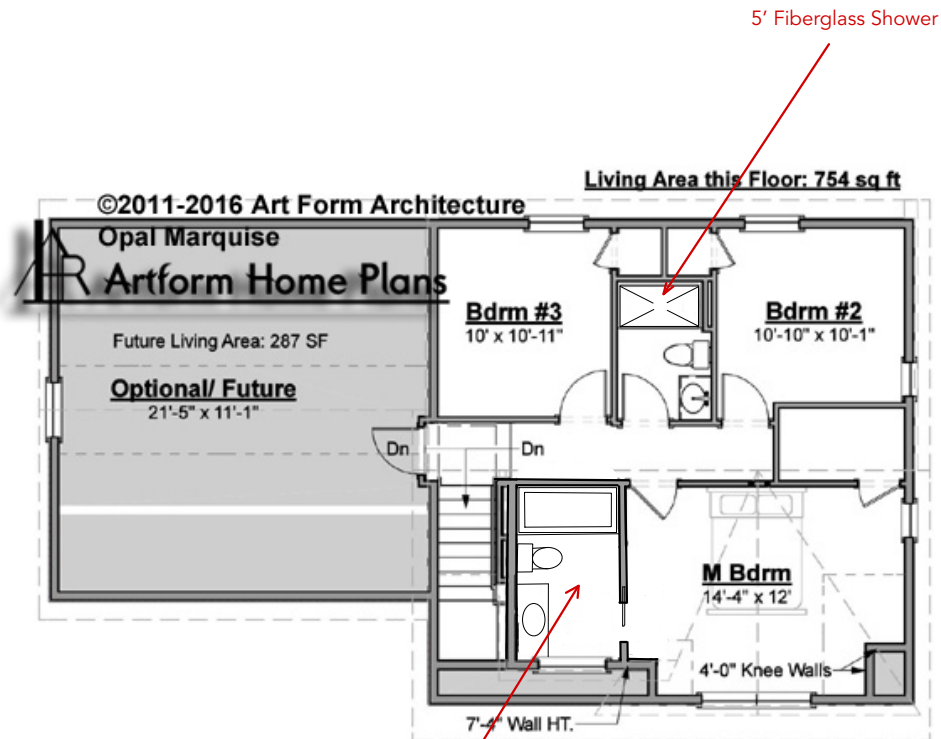 5' Fiberglass Shower
Living Area this Floor: 754 sq ft
©2011-2016 Art Form Architecture
Opal Marquise
AR Artform Home Plans
Bdrm #3
10' x 10'-11"
Bdrm #2
10'-10" x 10'-1"
Future Living Area: 287 SF
Optional/ Future
21'-5" x 11'-1"
Dn
Dn
M Bdrm
14'-4" x 12'
4'-0" Knee Walls
7'-4" Wall HT.